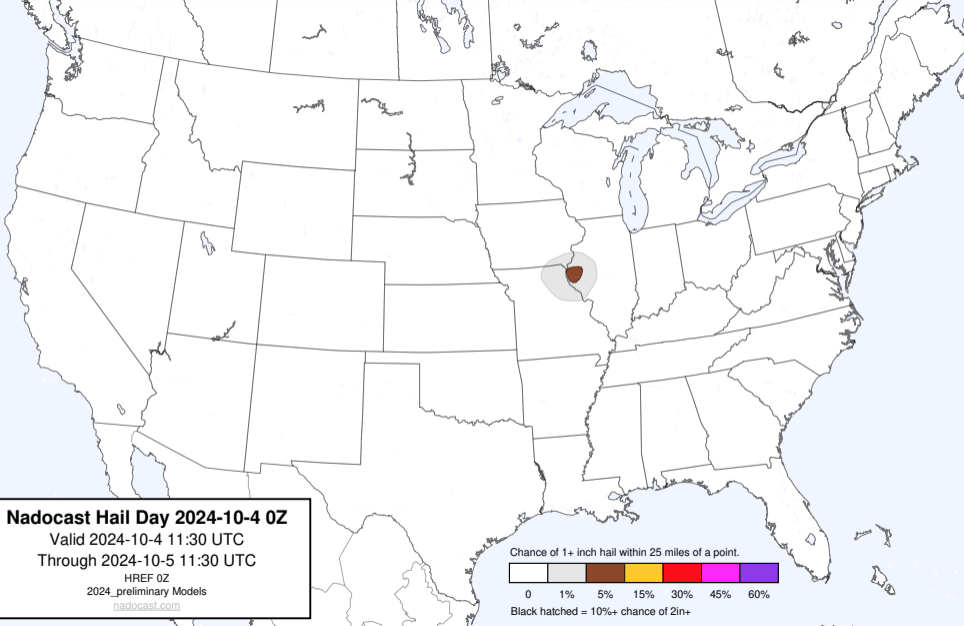 Nadocast Hail Day 2024-10-4 0Z
Valid 2024-10-4 11:30 UTC
Through 2024-10-5 11:30 UTC
HREF 0Z
2024_preliminary Models
nadocast.com
Chance of 1+ inch hail within 25 miles of a point.
0 1% 5% 15% 30% 45% 60%
Black hatched = 10%+ chance of 2in+